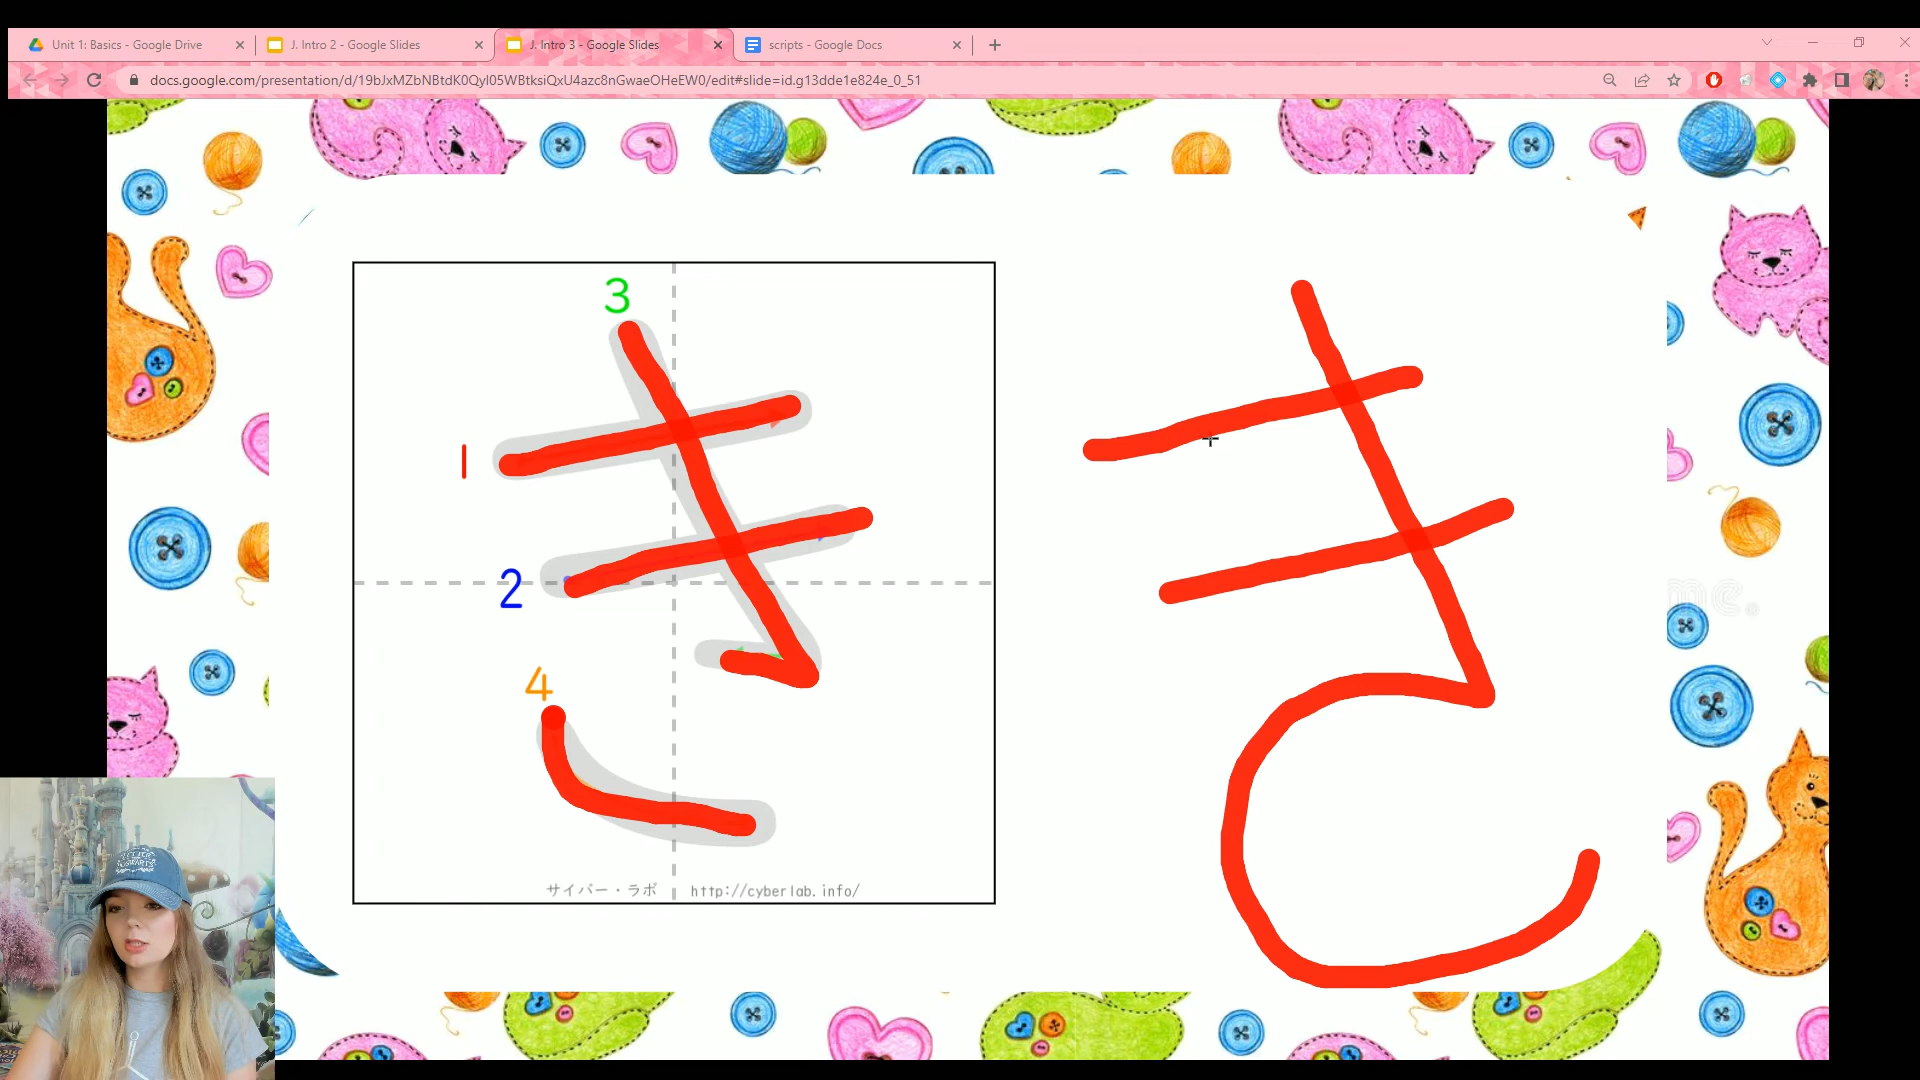 Unit 1: Basics - Google Drive
J. Intro 2 - Google Slides
J. Intro 3 - Google Slides
scripts - Google Docs
docs.google.com/presentation/d/19bJxMZbNBtdK0Qyl05WBtksiQxU4azc8nGwaeOHeEW0/edit#slide=id.g13dde1e824e_0_51
3
1
2
4
き
き
サイバー・ラボ http://cyberlab.info/
me.